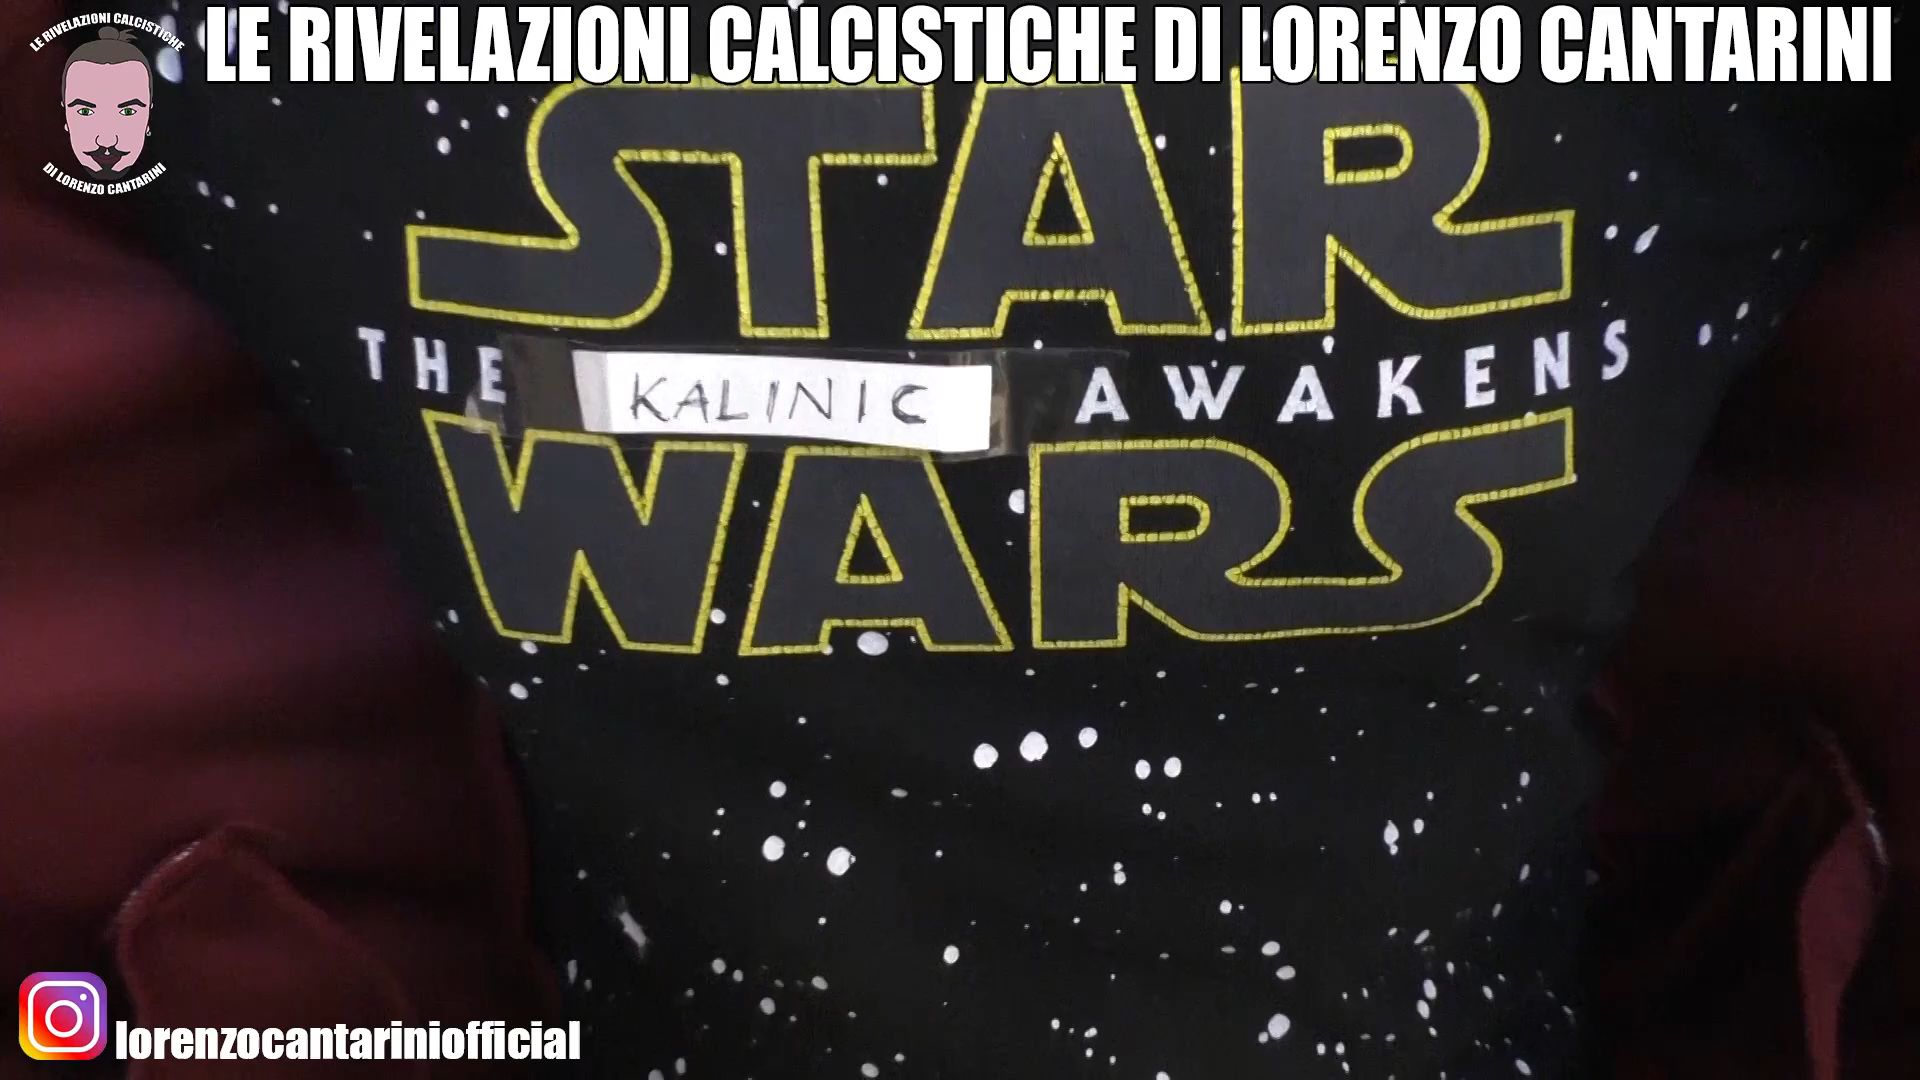 LE RIVELAZIONI CALCISTICHE
DI LORENZO CANTARINI
LE RIVELAZIONI CALCISTICHE DI LORENZO CANTARINI
STAR
THE KALINIC AWAKENS
WARS
lorenzocantariniofficial